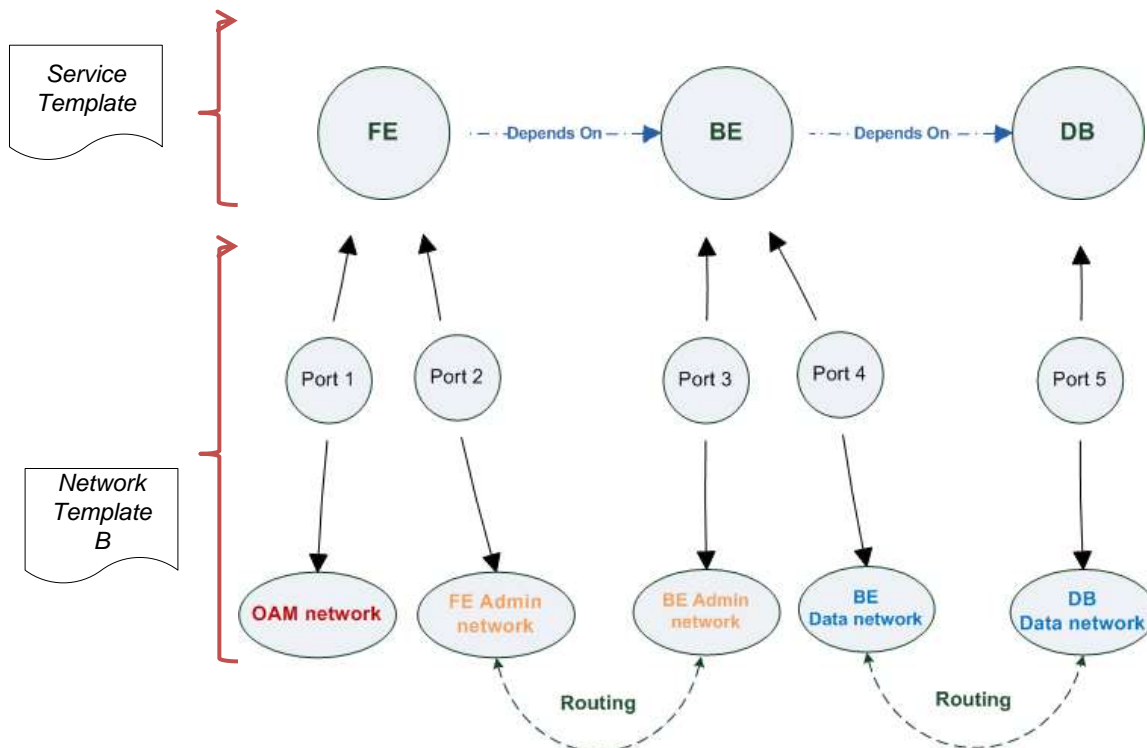 Service
Template
FE
Depends On
BE
Depends On
DB
Port 1
Port 2
Port 3
Port 4
Port 5
Network
Template
B
OAM network
FE Admin
network
BE Admin
network
BE
Data network
DB
Data network
Routing
Routing